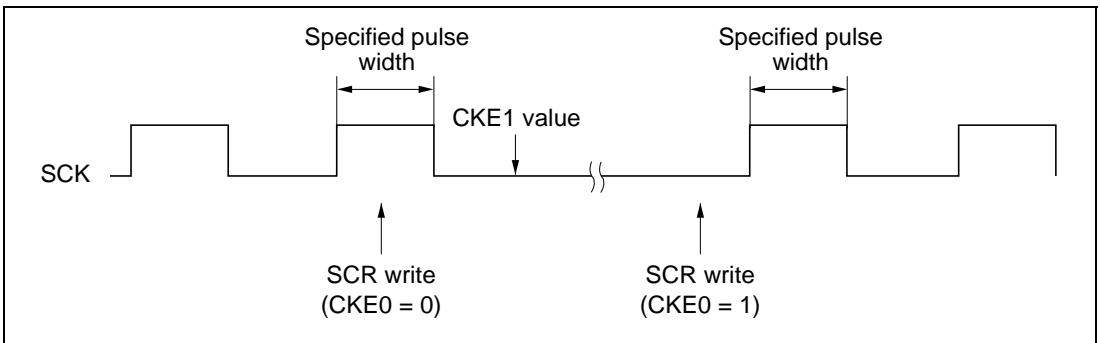 Specified pulse
width
Specified pulse
width
CKE1 value
SCK
SCR write
(CKE0 = 0)
SCR write
(CKE0 = 1)